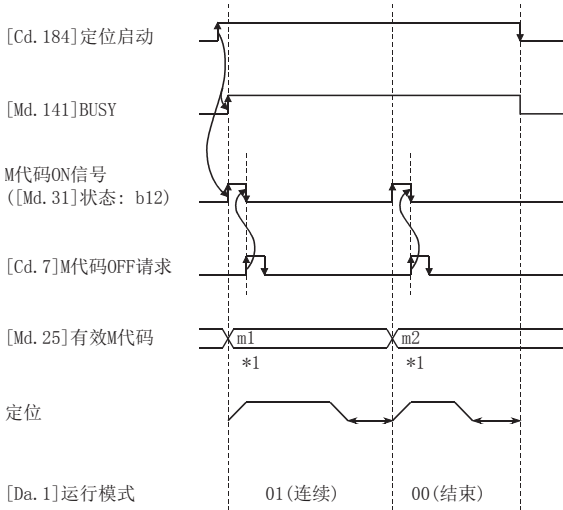 [Cd.184]定位启动
[Md.141]BUSY
M代码ON信号
([Md.31]状态: b12)
[Cd.7]M代码OFF请求
[Md.25]有效M代码
m1
m2
*1
*1
定位
[Da.1]运行模式
01(连续)
00(结束)